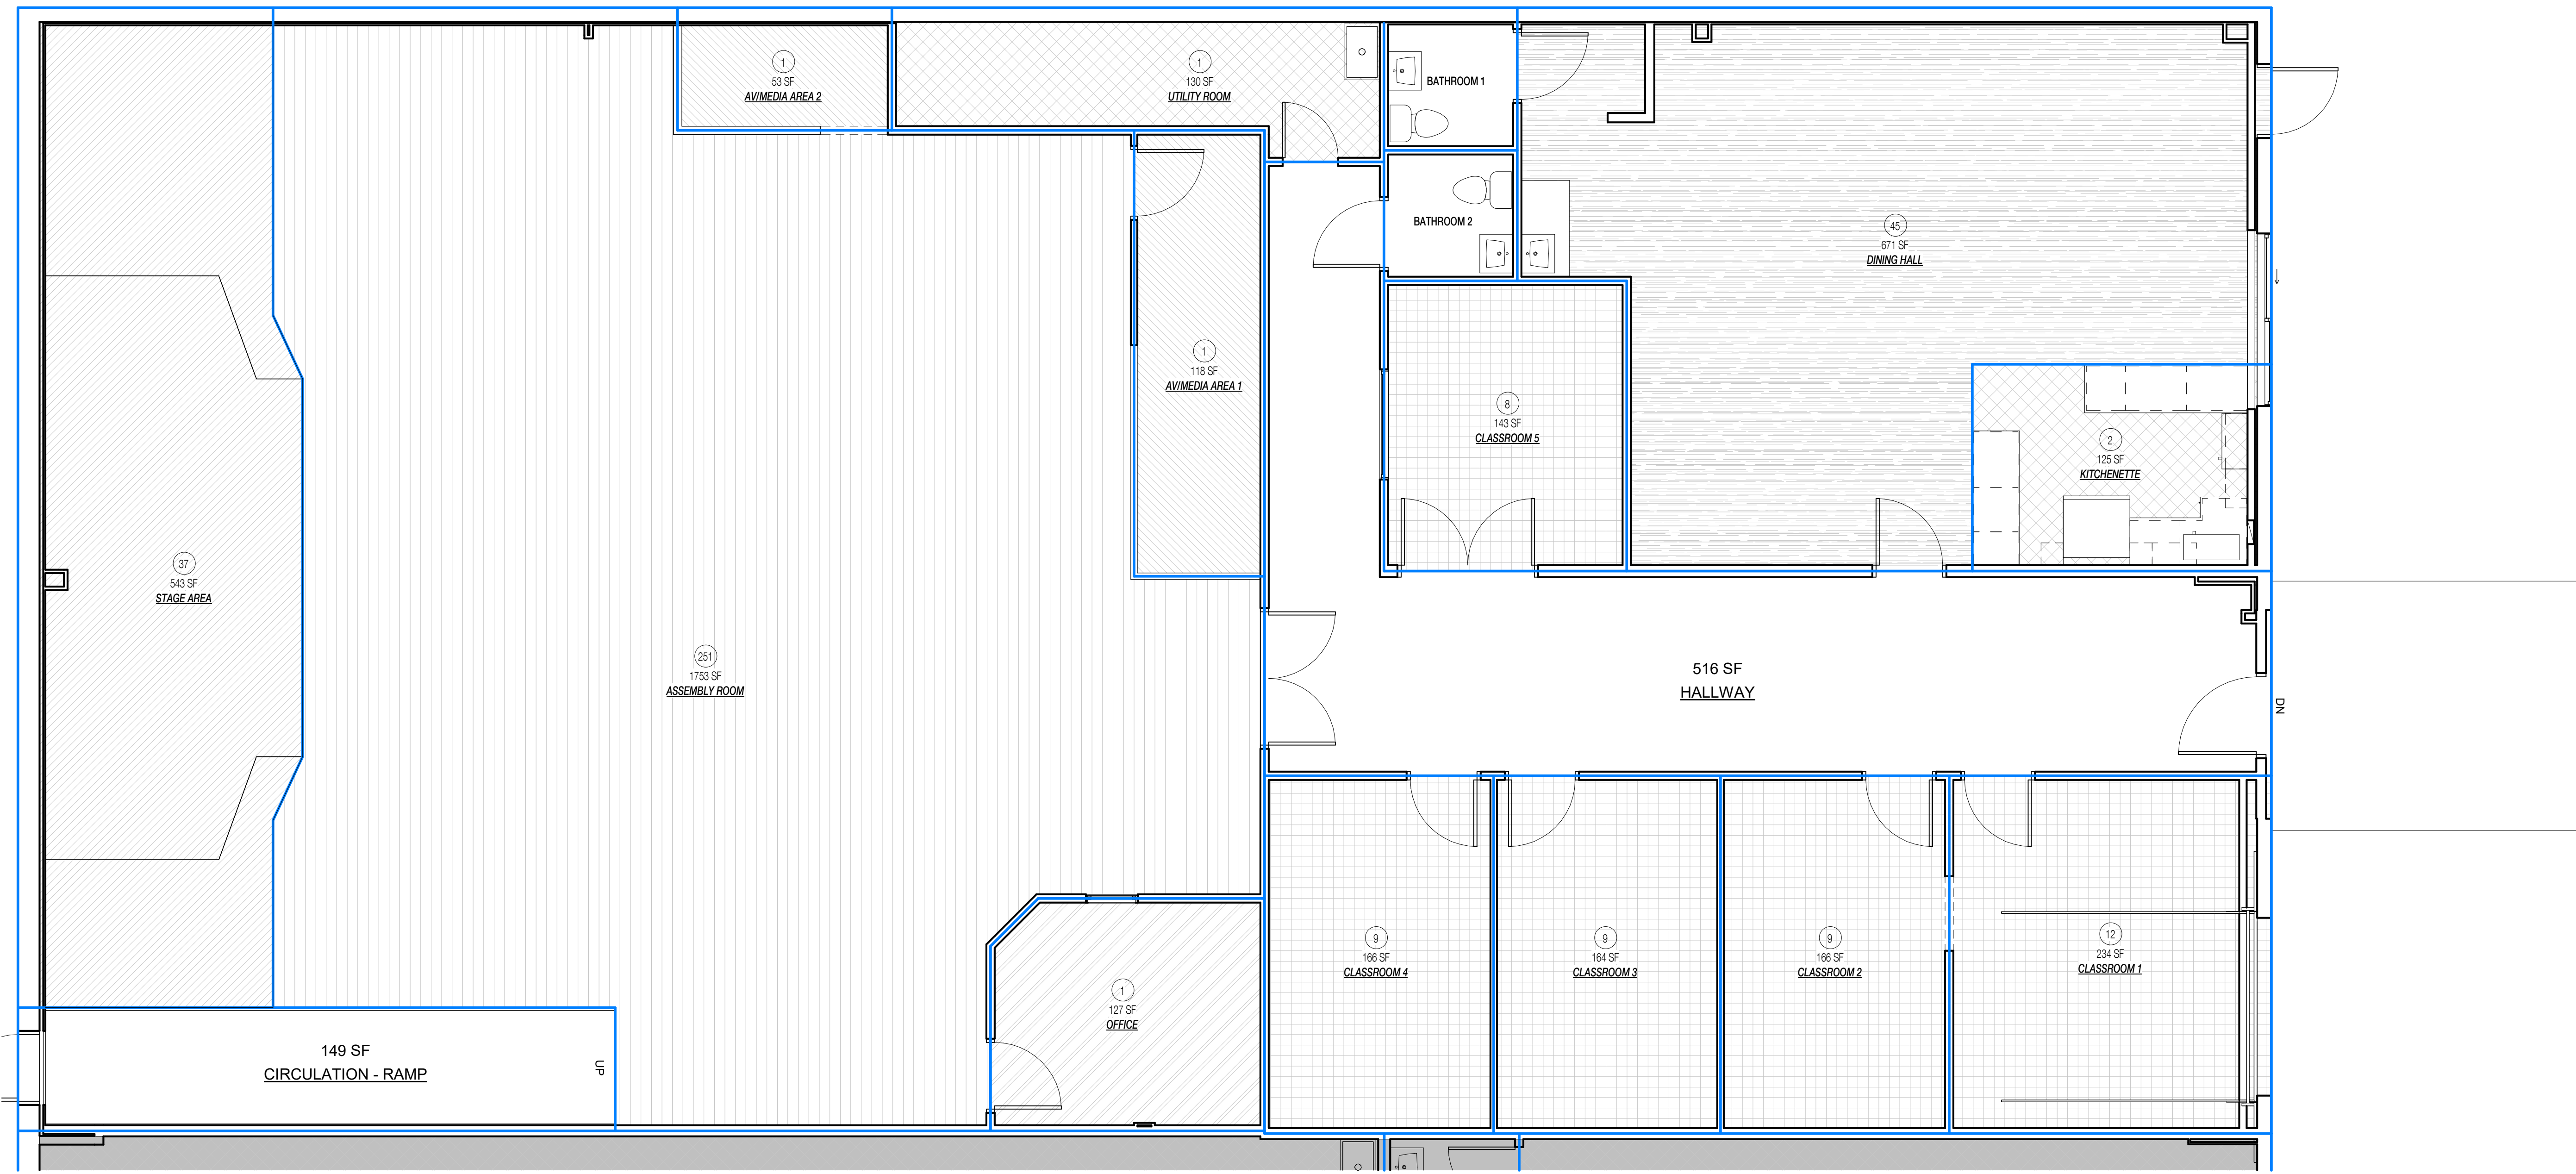 1
53 SF
AV/MEDIA AREA 2
1
130 SF
UTILITY ROOM
BATHROOM 1
BATHROOM 2
45
671 SF
DINING HALL
1
118 SF
AV/MEDIA AREA 1
8
143 SF
CLASSROOM 5
2
125 SF
KITCHENETTE
37
543 SF
STAGE AREA
251
1753 SF
ASSEMBLY ROOM
516 SF
HALLWAY
DN
9
166 SF
CLASSROOM 4
9
164 SF
CLASSROOM 3
9
166 SF
CLASSROOM 2
12
234 SF
CLASSROOM 1
1
127 SF
OFFICE
149 SF
CIRCULATION - RAMP
UP